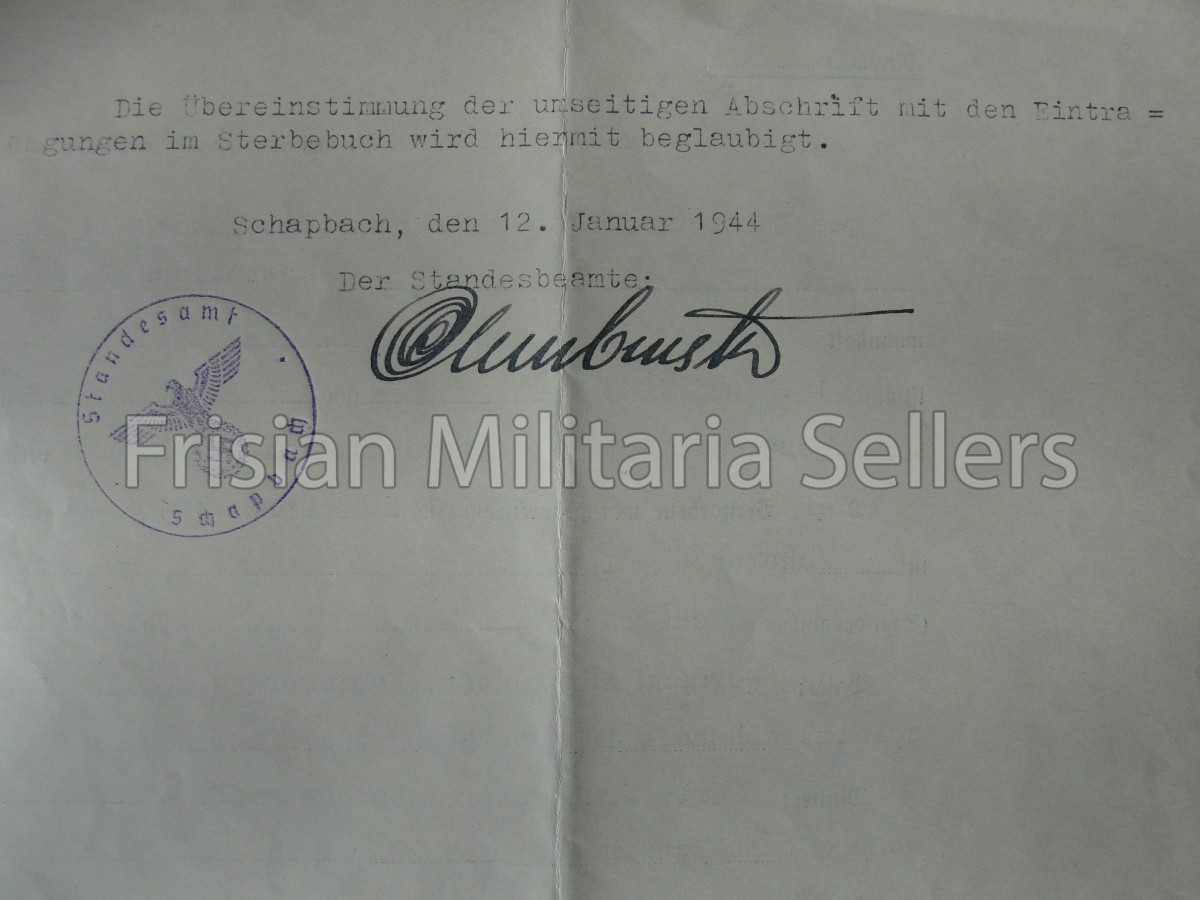 Die Übereinstimmung der umseitigen Abschrift mit den Eintra =
gungen im Sterbebuch wird hiermit beglaubigt.
Schapbach, den 12. Januar 1944
Der Standesbeamte:
Standesamt
Schapbach
Frisian Militaria Sellers